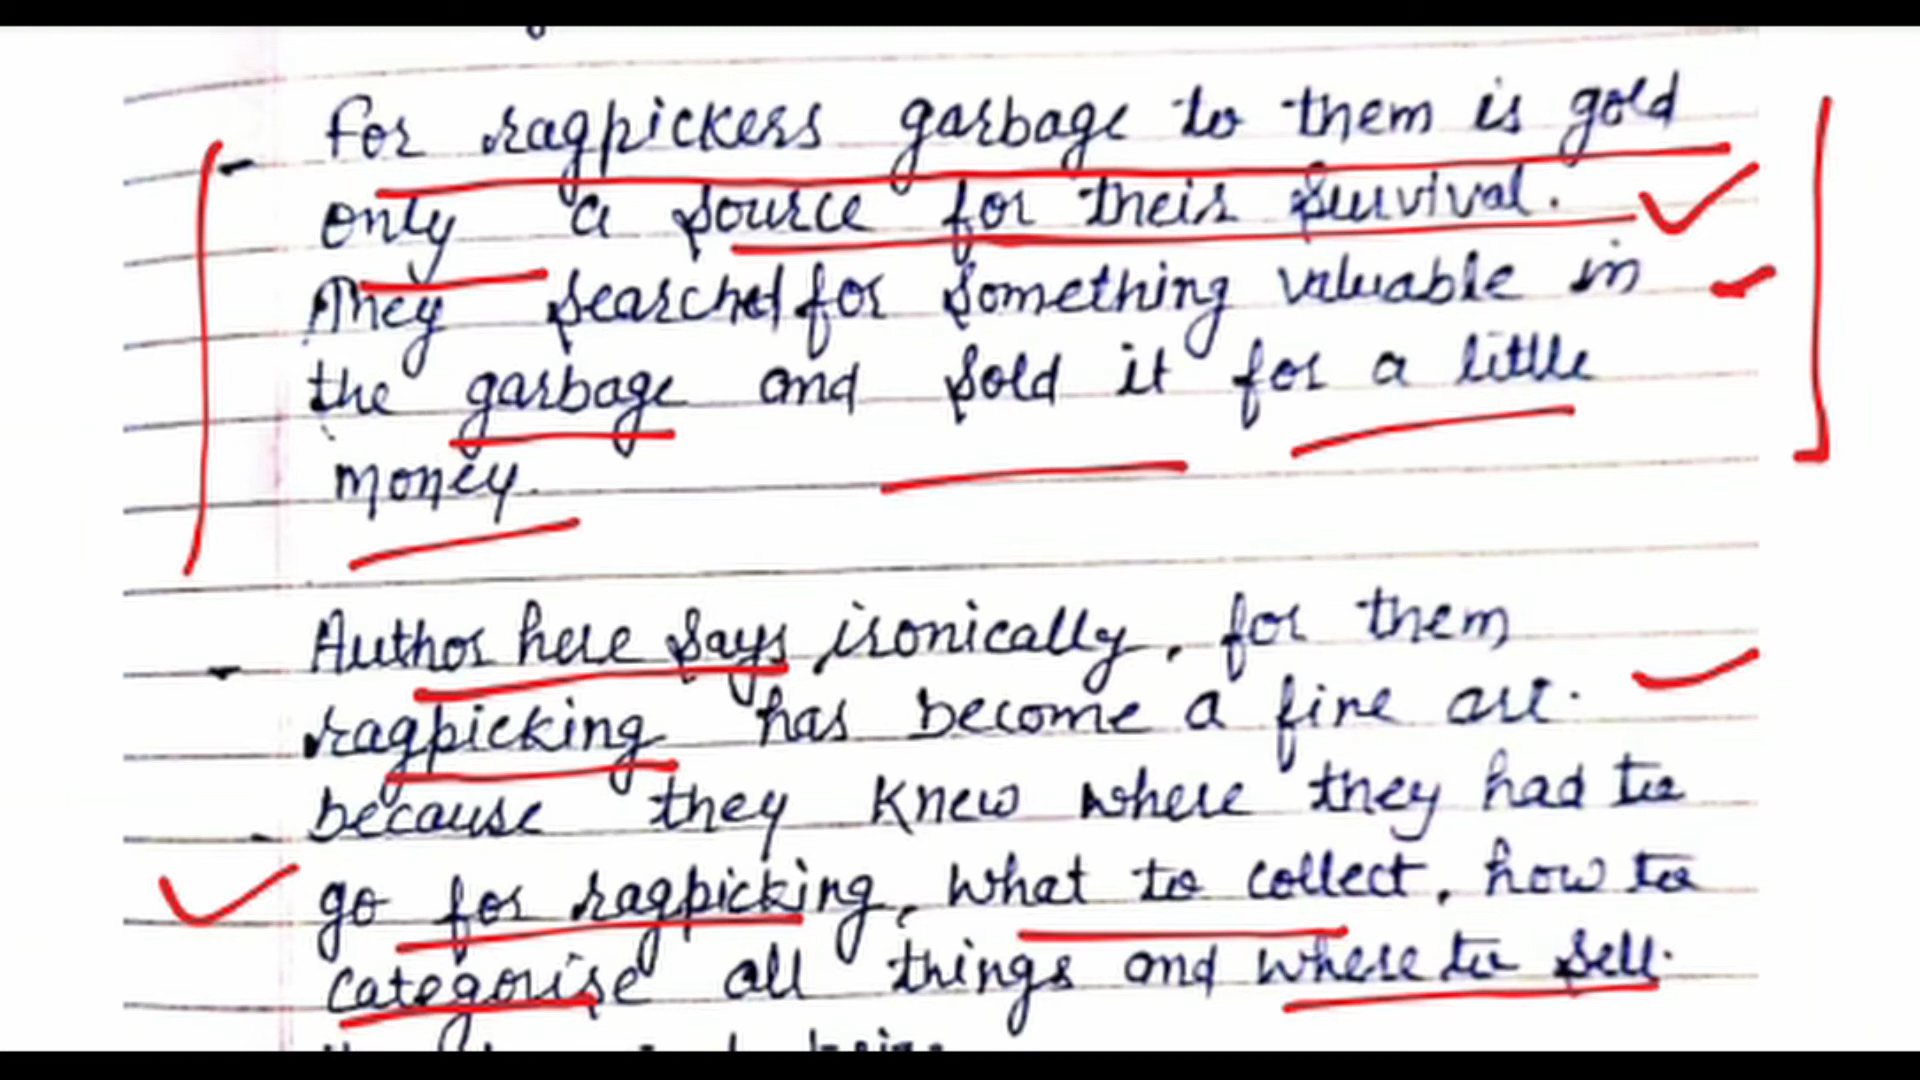 For ragpickers garbage to them is gold
only a source for their survival.
They searched for something valuable in
the garbage and sold it for a little
money.
- Author here says ironically, for them
ragpicking has become a fine art.
because they knew where they had to
go for ragpicking, what to collect, how to
categorise all things and where to sell.